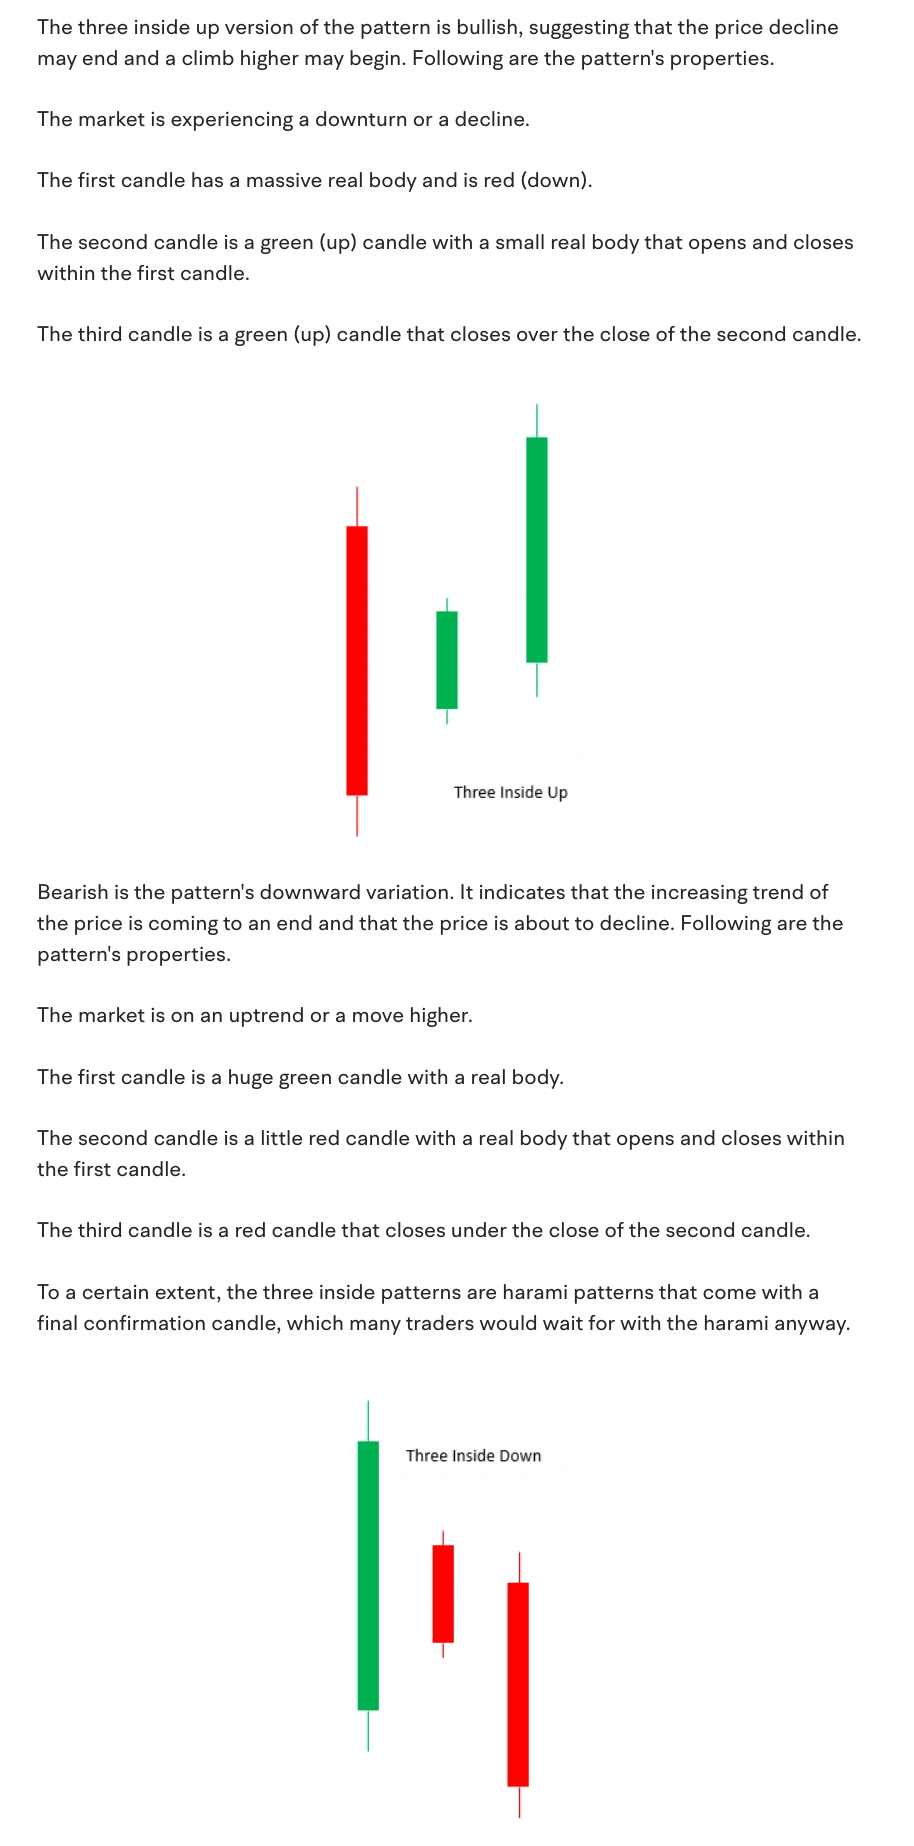 The three inside up version of the pattern is bullish, suggesting that the price decline
may end and a climb higher may begin. Following are the pattern's properties.
The market is experiencing a downturn or a decline.
The first candle has a massive real body and is red (down).
The second candle is a green (up) candle with a small real body that opens and closes
within the first candle.
The third candle is a green (up) candle that closes over the close of the second candle.
Three Inside Up
Bearish is the pattern's downward variation. It indicates that the increasing trend of
the price is coming to an end and that the price is about to decline. Following are the
pattern's properties.
The market is on an uptrend or a move higher.
The first candle is a huge green candle with a real body.
The second candle is a little red candle with a real body that opens and closes within
the first candle.
The third candle is a red candle that closes under the close of the second candle.
To a certain extent, the three inside patterns are harami patterns that come with a
final confirmation candle, which many traders would wait for with the harami anyway.
Three Inside Down